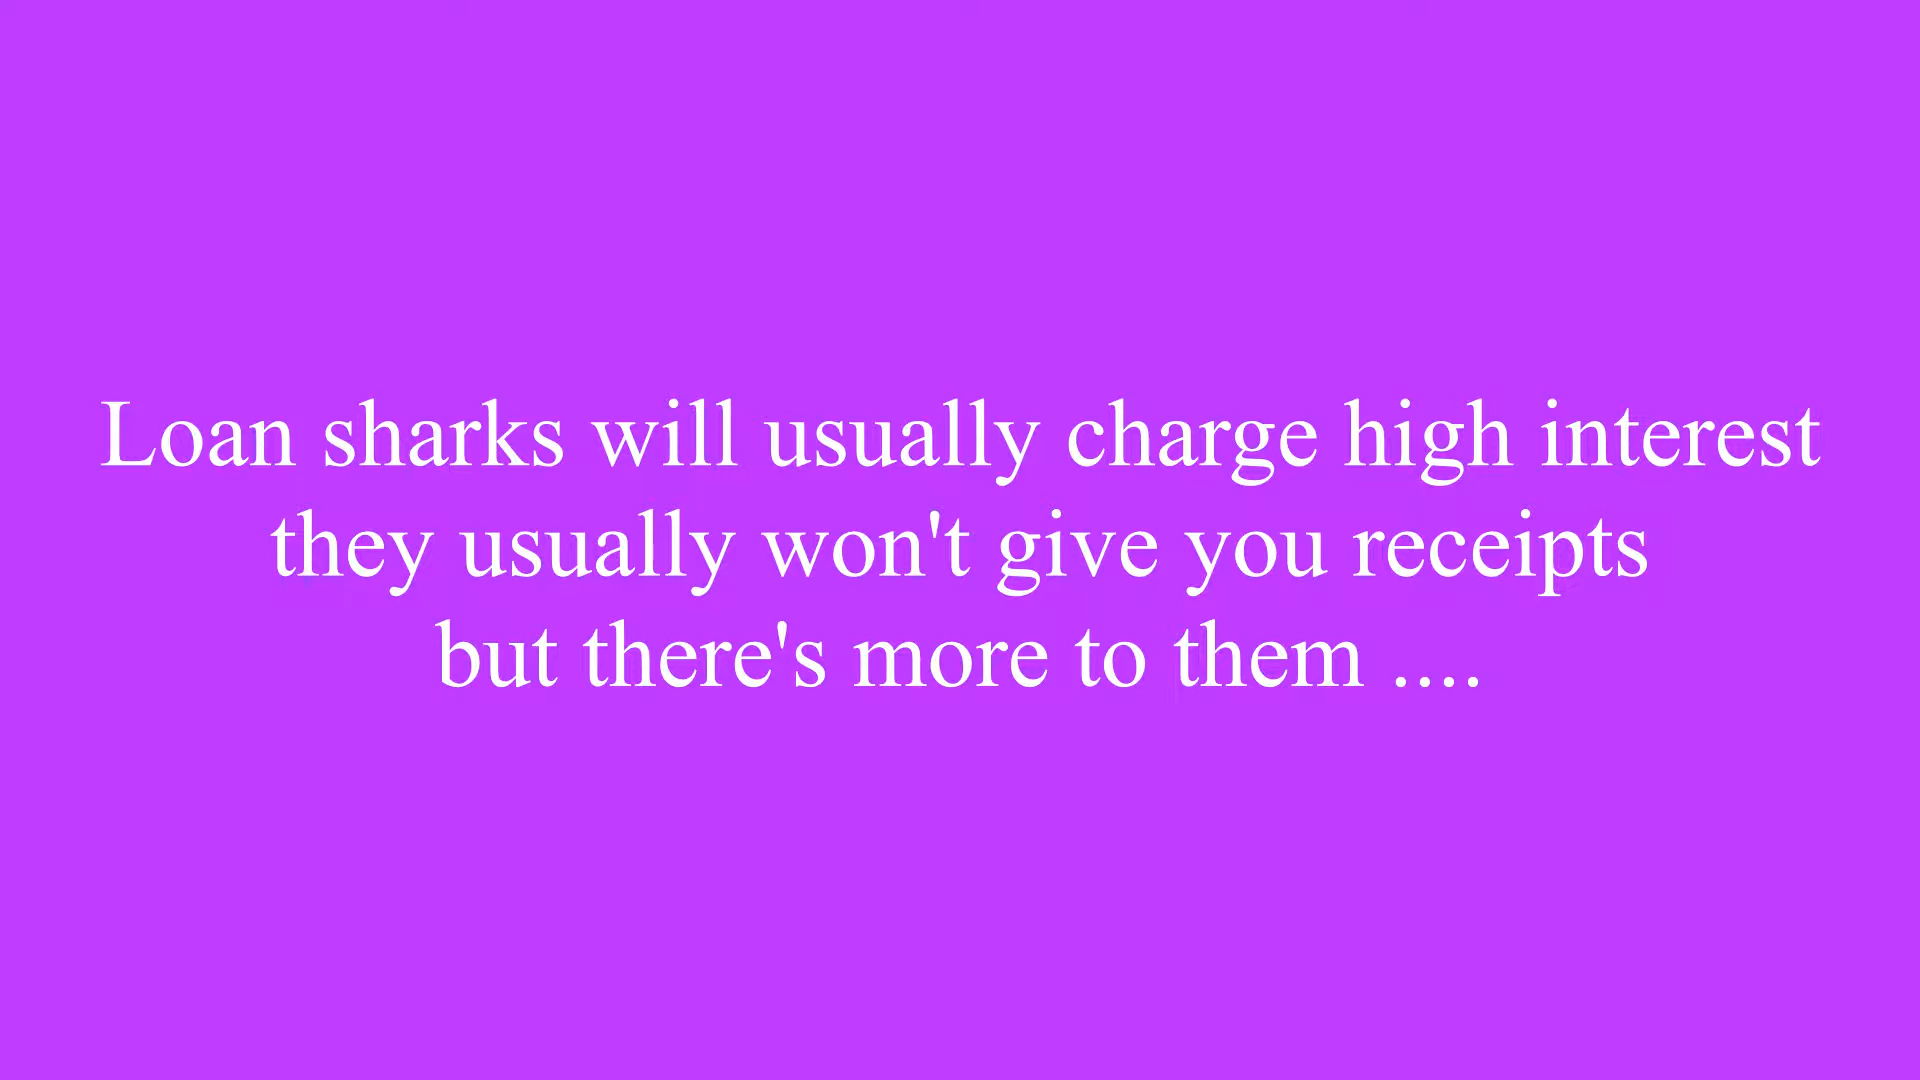 Loan sharks will usually charge high interest
they usually won't give you receipts
but there's more to them ....